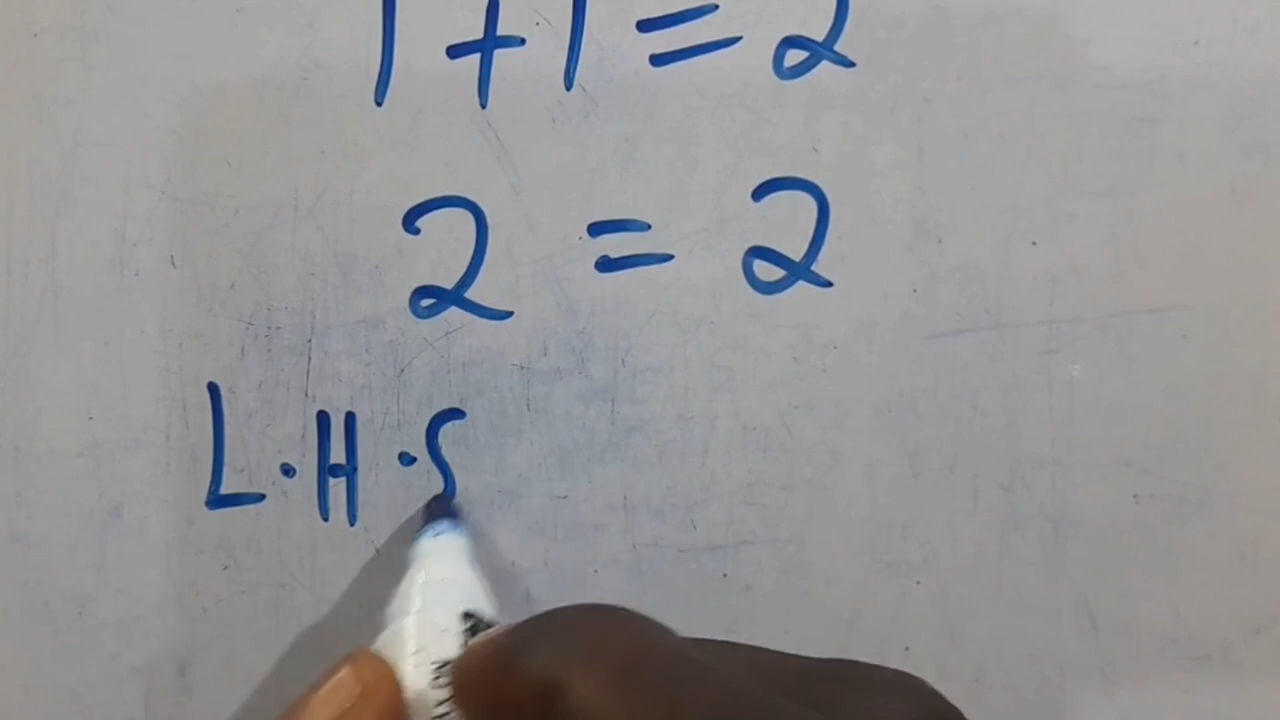 1 + 1 = 2
2 = 2
L.H.S